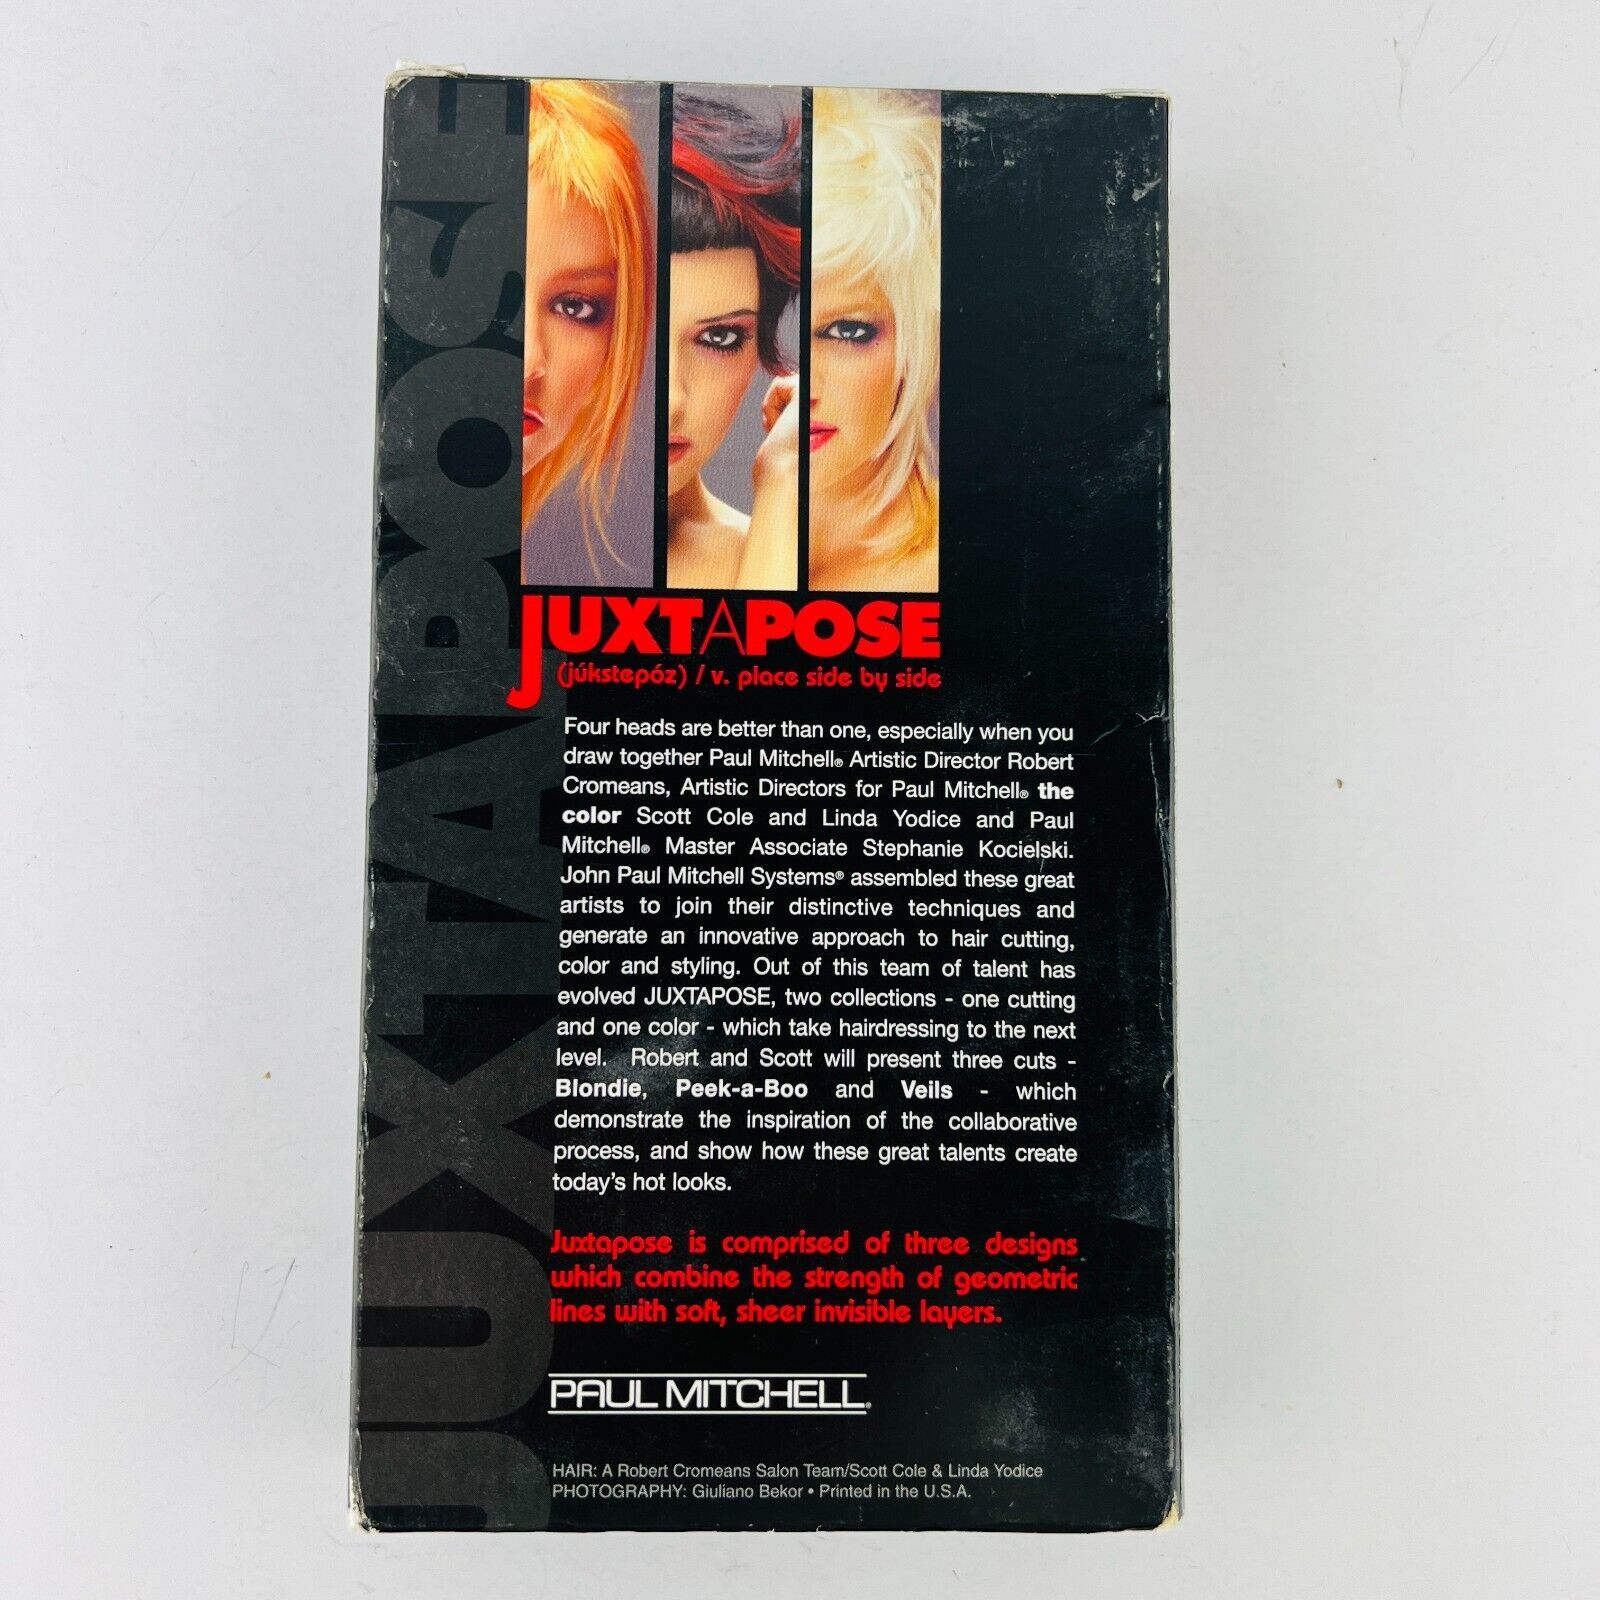 JUXTAPOSE
JUXTAPOSE
(júkstepóz) / v. place side by side
Four heads are better than one, especially when you
draw together Paul Mitchell® Artistic Director Robert
Cromeans, Artistic Directors for Paul Mitchell® the
color Scott Cole and Linda Yodice and Paul
Mitchell® Master Associate Stephanie Kocielski.
John Paul Mitchell Systems® assembled these great
artists to join their distinctive techniques and
generate an innovative approach to hair cutting,
color and styling. Out of this team of talent has
evolved JUXTAPOSE, two collections - one cutting
and one color - which take hairdressing to the next
level. Robert and Scott will present three cuts -
Blondie, Peek-a-Boo and Veils - which
demonstrate the inspiration of the collaborative
process, and show how these great talents create
today's hot looks.
Juxtapose is comprised of three designs
which combine the strength of geometric
lines with soft, sheer invisible layers.
PAUL MITCHELL®
HAIR: A Robert Cromeans Salon Team/Scott Cole & Linda Yodice
PHOTOGRAPHY: Giuliano Bekor • Printed in the U.S.A.